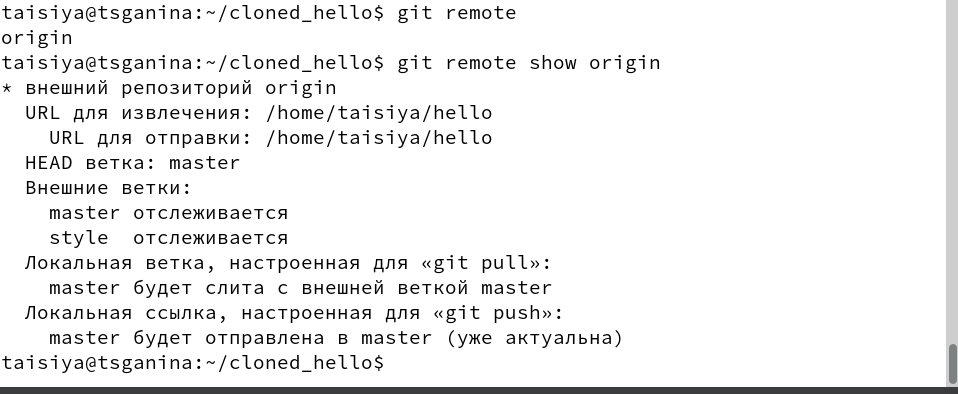 taisiya@tsganina:~/cloned_hello$ git remote
origin
taisiya@tsganina:~/cloned_hello$ git remote show origin
* внешний репозиторий origin
  URL для извлечения: /home/taisiya/hello
    URL для отправки: /home/taisiya/hello
  HEAD ветка: master
  Внешние ветки:
    master отслеживается
    style  отслеживается
  Локальная ветка, настроенная для «git pull»:
    master будет слита с внешней веткой master
  Локальная ссылка, настроенная для «git push»:
    master будет отправлена в master (уже актуальна)
taisiya@tsganina:~/cloned_hello$